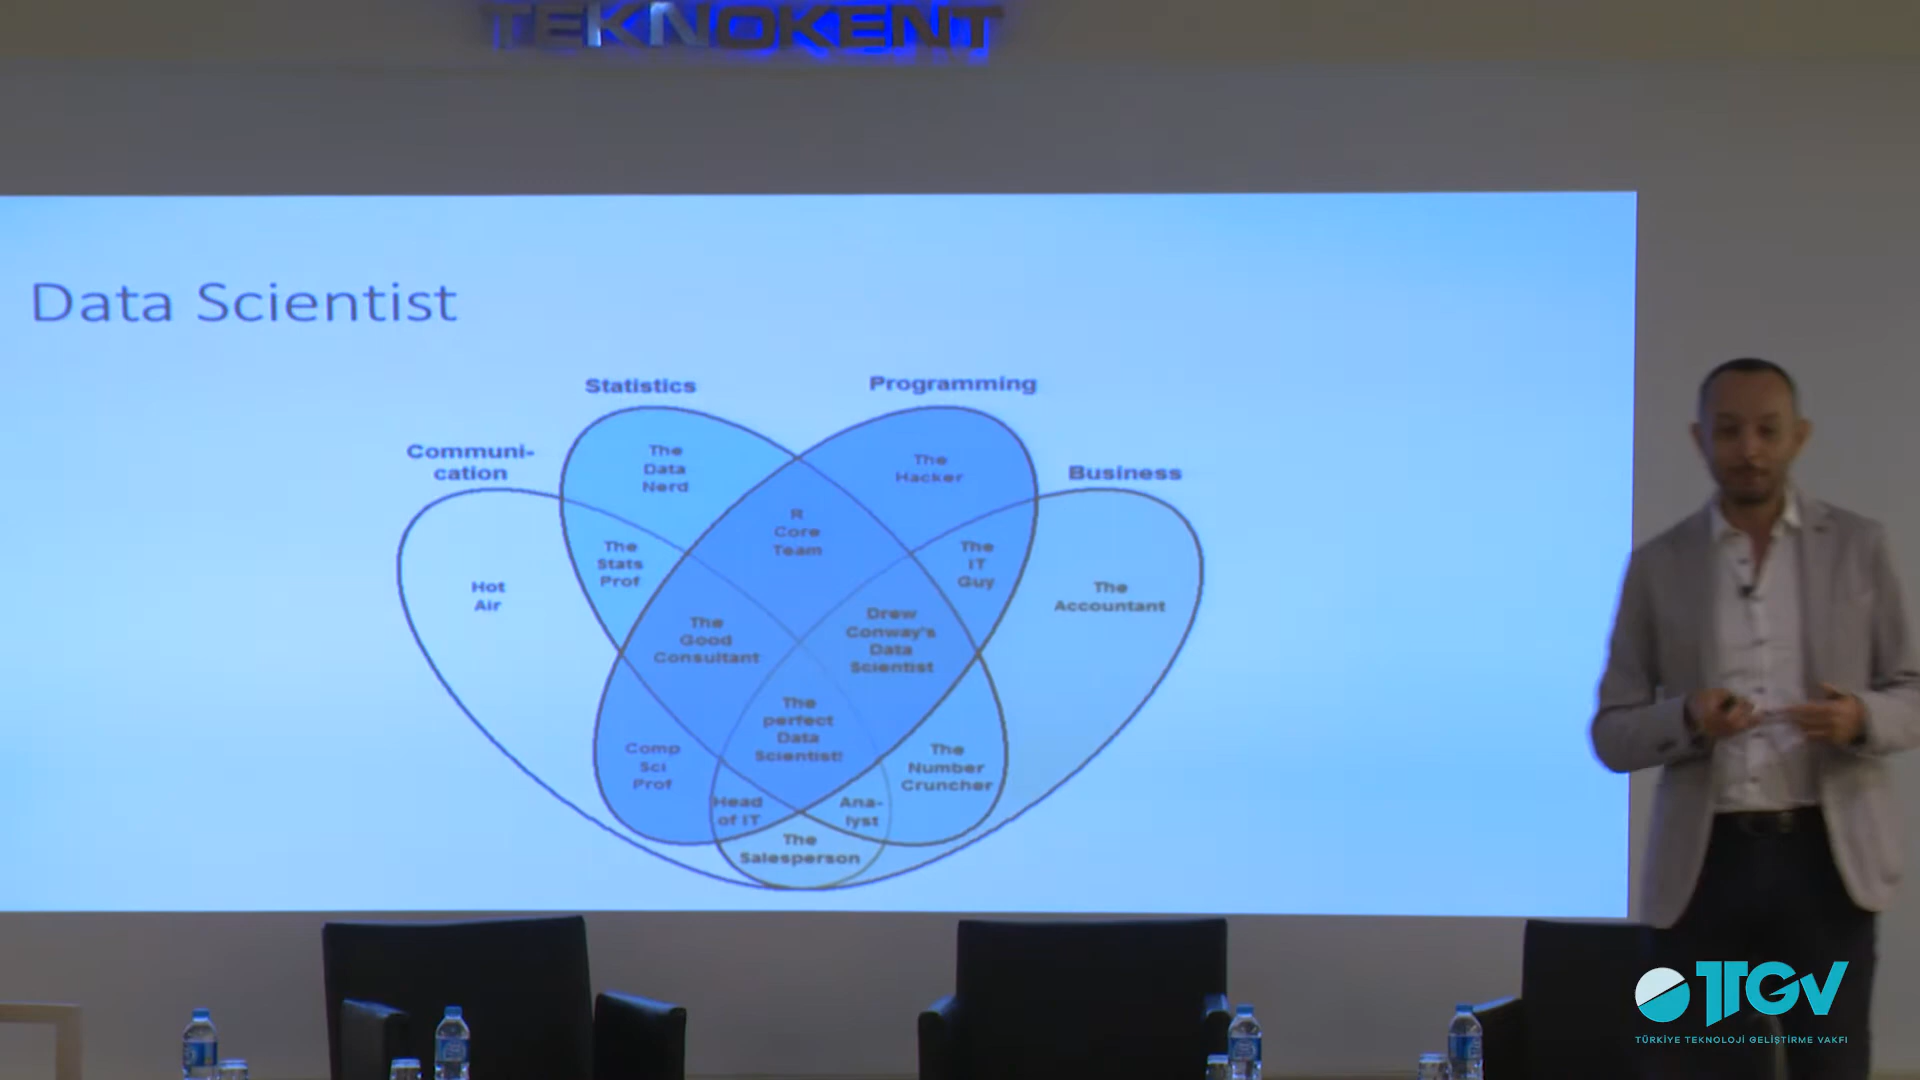 TEKNOKENT
Data Scientist
Statistics
Programming
Communi-
cation
Business
The
Data
Nerd
The
Hacker
R
Core
Team
The
Stats
Prof
The
IT
Guy
Hot
Air
The
Accountant
The
Good
Consultant
Drew
Conway's
Data
Scientist
The
perfect
Data
Scientist!
Comp
Sci
Prof
The
Number
Cruncher
Head
of IT
Ana-
lyst
The
Salesperson
TTGV
TÜRKİYE TEKNOLOJİ GELİŞTİRME VAKFI